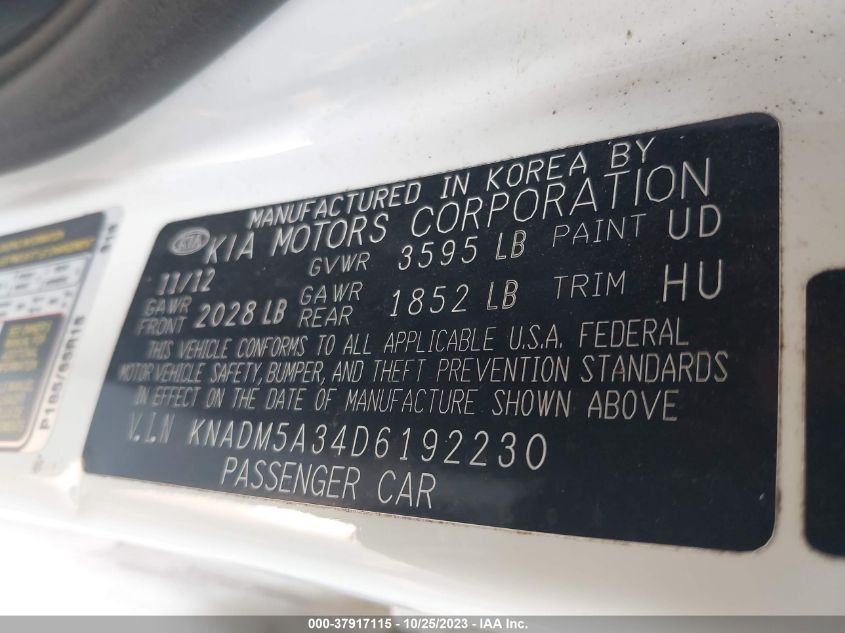 MANUFACTURED IN KOREA BY
KIA KIA MOTORS CORPORATION
11/12 GVWR 3595 LB PAINT UD
GAWR FRONT 2028 LB GAWR REAR 1852 LB TRIM HU
THIS VEHICLE CONFORMS TO ALL APPLICABLE U.S.A. FEDERAL
MOTOR VEHICLE SAFETY, BUMPER, AND THEFT PREVENTION STANDARDS
IN EFFECT ON THE DATE OF MANUFACTURE SHOWN ABOVE
V.I.N KNADM5A34D6192230
PASSENGER CAR
000-37917115 - 10/25/2023 - IAA Inc.